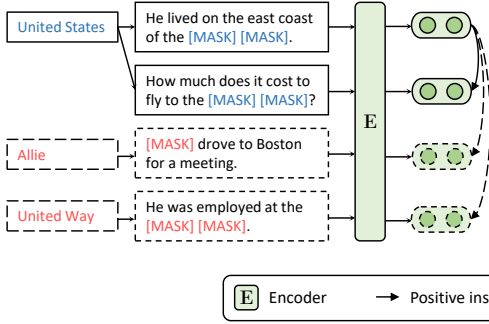 United States
He lived on the east coast
of the [MASK] [MASK].
How much does it cost to
fly to the [MASK] [MASK]?
E
Allie
[MASK] drove to Boston
for a meeting.
United Way
He was employed at the
[MASK] [MASK].
E Encoder
Positive ins